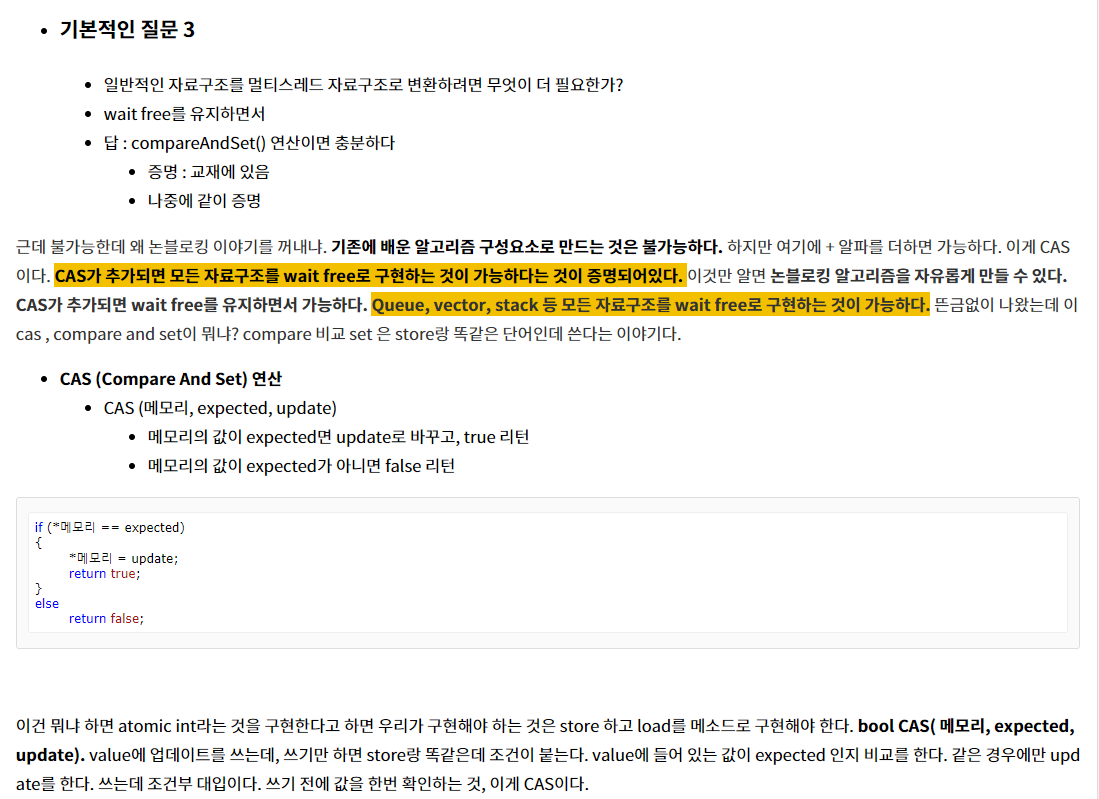 기본적인 질문 3
일반적인 자료구조를 멀티스레드 자료구조로 변환하려면 무엇이 더 필요한가?
wait free를 유지하면서
답 : compareAndSet() 연산이면 충분하다
증명 : 교재에 있음
나중에 같이 증명
근데 불가능한데 왜 논블로킹 이야기를 꺼내냐. 기존에 배운 알고리즘 구성요소로 만드는 것은 불가능하다. 하지만 여기에 + 알파를 더하면 가능하다. 이게 CAS
이다. CAS가 추가되면 모든 자료구조를 wait free로 구현하는 것이 가능하다는 것이 증명되어있다. 이것만 알면 논블로킹 알고리즘을 자유롭게 만들 수 있다.
CAS가 추가되면 wait free를 유지하면서 가능하다. Queue, vector, stack 등 모든 자료구조를 wait free로 구현하는 것이 가능하다. 뜬금없이 나왔는데 이
cas , compare and set이 뭐냐? compare 비교 set 은 store랑 똑같은 단어인데 쓴다는 이야기다.
CAS (Compare And Set) 연산
CAS (메모리, expected, update)
메모리의 값이 expected면 update로 바꾸고, true 리턴
메모리의 값이 expected가 아니면 false 리턴
if (*메모리 == expected)
{
*메모리 = update;
return true;
}
else
return false;
이건 뭐냐 하면 atomic int라는 것을 구현한다고 하면 우리가 구현해야 하는 것은 store 하고 load를 메소드로 구현해야 한다. bool CAS( 메모리, expected,
update). value에 업데이트를 쓰는데, 쓰기만 하면 store랑 똑같은데 조건이 붙는다. value에 들어 있는 값이 expected 인지 비교를 한다. 같은 경우에만 upd
ate를 한다. 쓰는데 조건부 대입이다. 쓰기 전에 값을 한번 확인하는 것, 이게 CAS이다.